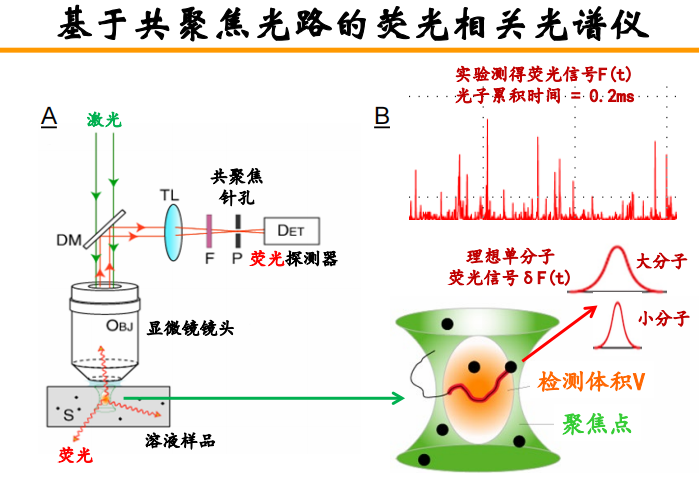 基于共聚焦光路的荧光相关光谱仪
实验测得荧光信号F(t)
光子累积时间 = 0.2ms
A
B
激光
TL
共聚焦
针孔
DM
DET
F
P
荧光探测器
理想单分子
荧光信号δF(t)
大分子
小分子
OBJ
显微镜镜头
S
检测体积V
聚焦点
溶液样品
荧光